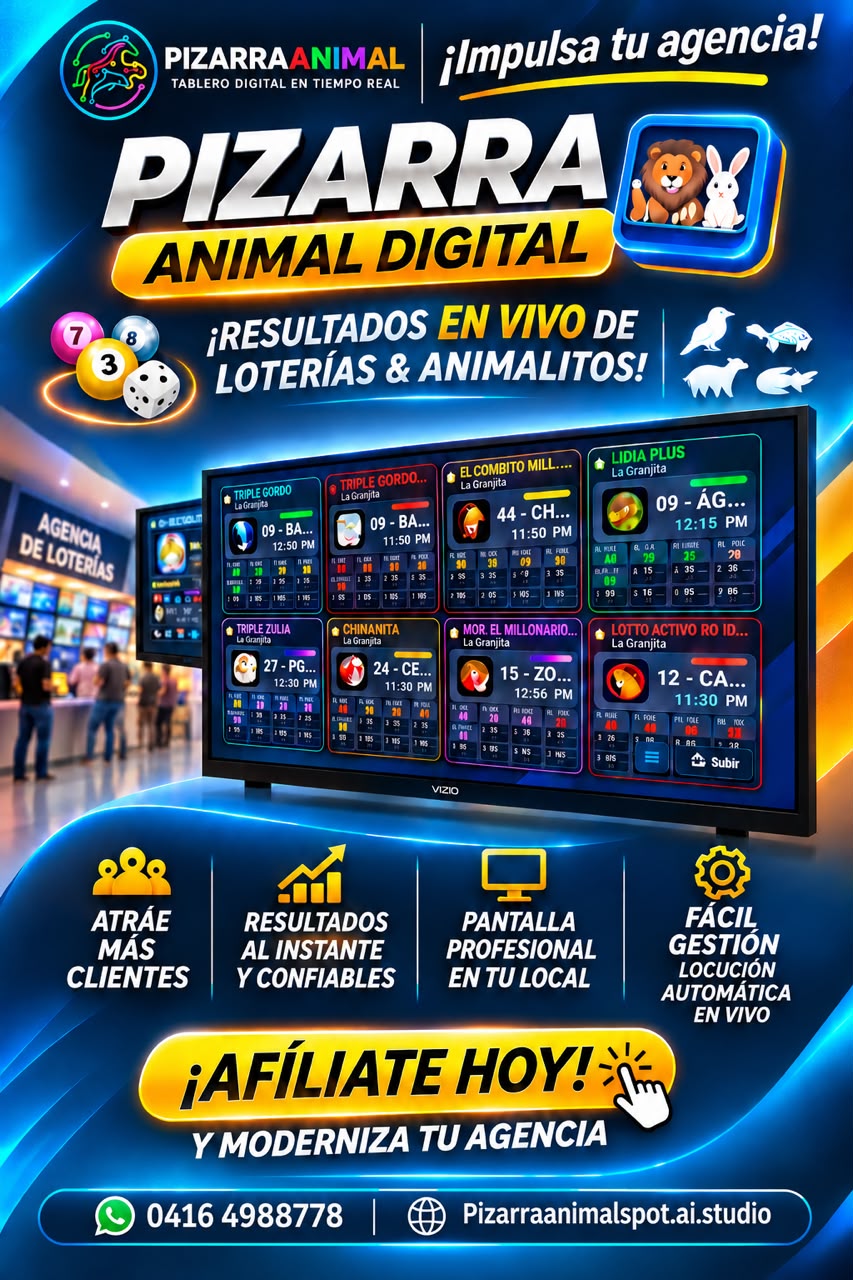 PIZARRAANIMAL
TABLERO DIGITAL EN TIEMPO REAL
¡Impulsa tu agencia!
PIZARRA
ANIMAL DIGITAL
7
8
3
¡RESULTADOS EN VIVO DE
LOTERÍAS & ANIMALITOS!
AGENCIA
DE LOTERÍAS
TRIPLE GORDO
La Granjita
09 - BA...
12:50 PM
TRIPLE GORDO...
La Granjita
09 - BA...
11:50 PM
EL COMBITO MILL....
La Granjita
44 - CH...
11:50 PM
LIDIA PLUS
La Granjita
09 - ÁG...
12:15 PM
TRIPLE ZULIA
La Granjita
27 - PG...
12:30 PM
CHINANITA
La Granjita
24 - CE...
11:30 PM
MOR. EL MILLONARIO...
La Granjita
15 - ZO...
12:56 PM
LOTTO ACTIVO RO ID...
La Granjita
12 - CA...
11:30 PM
Subir
VIZIO
ATRÁE
MÁS
CLIENTES
RESULTADOS
AL INSTANTE
Y CONFIABLES
PANTALLA
PROFESIONAL
EN TU LOCAL
FÁCIL
GESTIÓN
LOCUCIÓN
AUTOMÁTICA
EN VIVO
¡AFÍLIATE HOY!
Y MODERNIZA TU AGENCIA
0416 4988778
Pizarraanimalspot.ai.studio